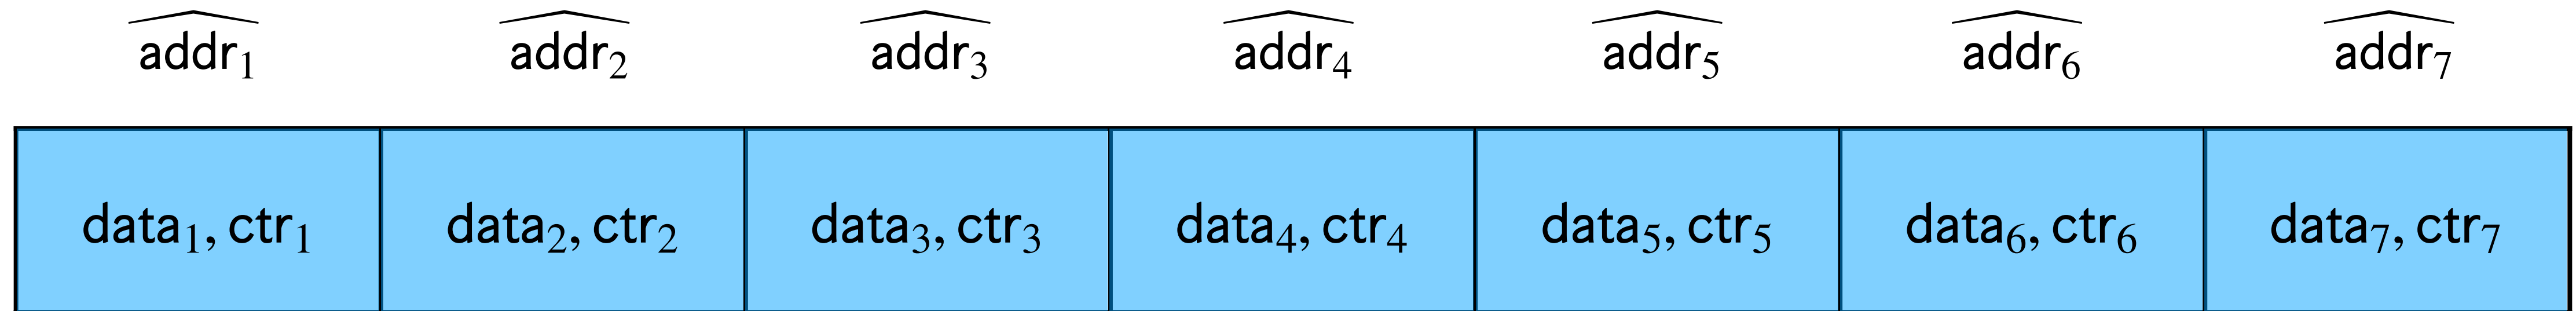 addr₁ addr₂ addr₃ addr₄ addr₅ addr₆ addr₇
data₁, ctr₁ data₂, ctr₂ data₃, ctr₃ data₄, ctr₄ data₅, ctr₅ data₆, ctr₆ data₇, ctr₇